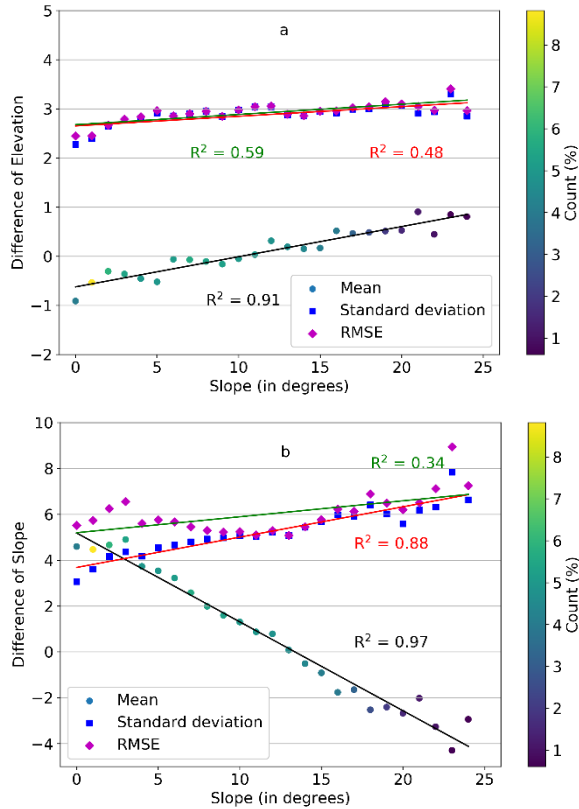 a
5
4
3
2
1
0
−1
−2
Difference of Elevation
R² = 0.59
R² = 0.48
R² = 0.91
Mean
Standard deviation
RMSE
0 5 10 15 20 25
Slope (in degrees)
8
7
6
5
4
3
2
1
Count (%)
b
10
8
6
4
2
0
−2
−4
Difference of Slope
R² = 0.34
R² = 0.88
R² = 0.97
Mean
Standard deviation
RMSE
0 5 10 15 20 25
Slope (in degrees)
8
7
6
5
4
3
2
1
Count (%)